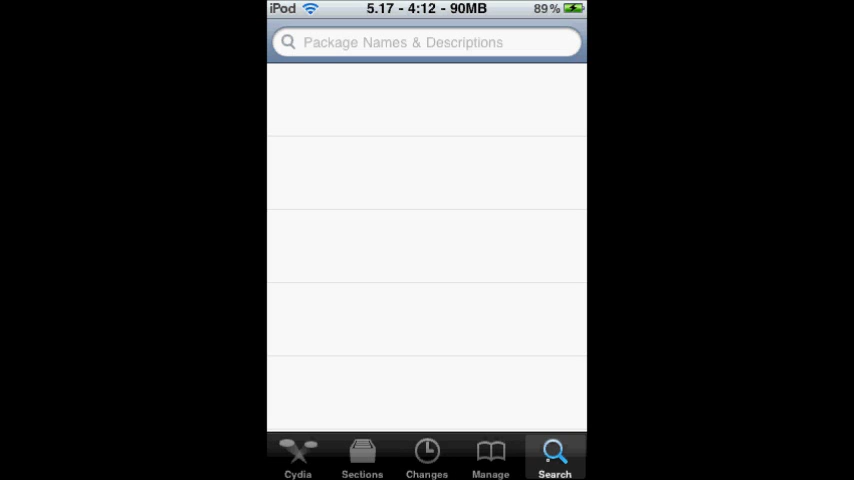 iPod 5.17 - 4:12 - 90MB 89%
Package Names & Descriptions
Cydia Sections Changes Manage Search